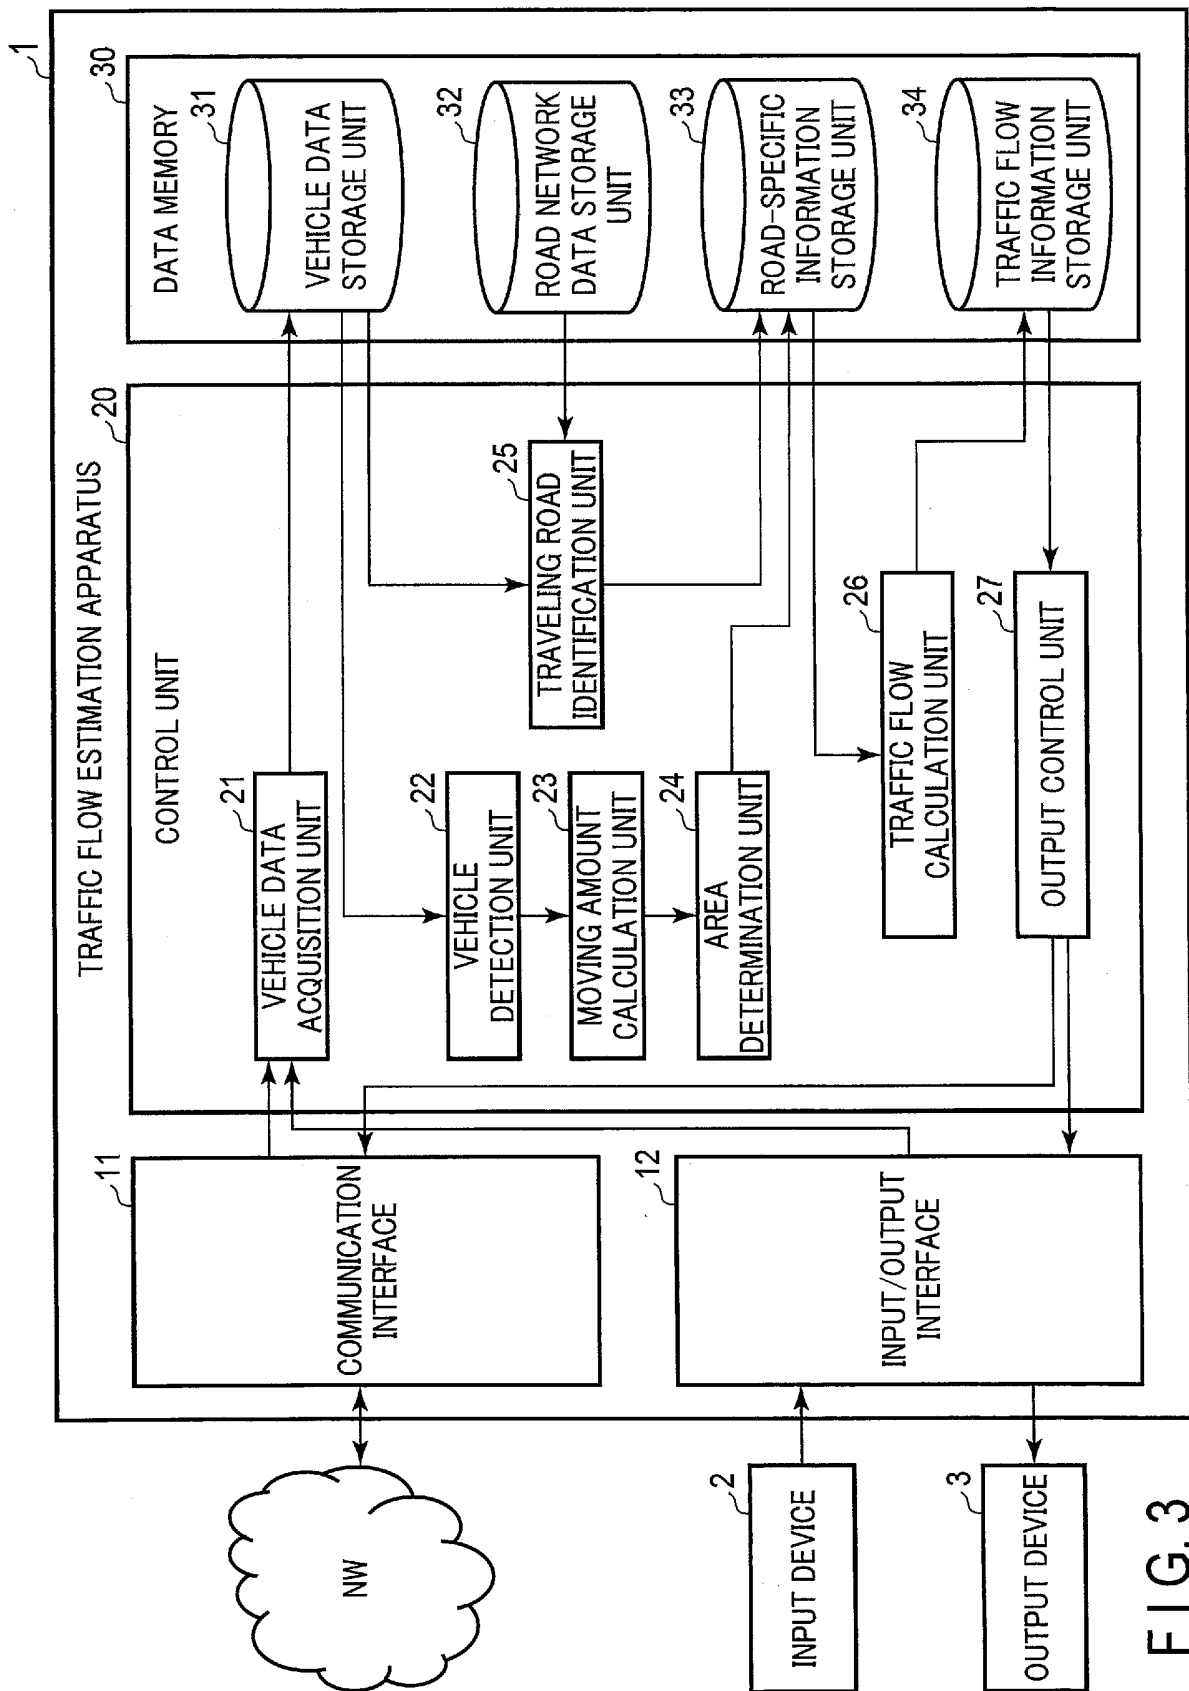 TRAFFIC FLOW ESTIMATION APPARATUS
1
NW
11
COMMUNICATION
INTERFACE
2
INPUT DEVICE
3
OUTPUT DEVICE
12
INPUT/OUTPUT
INTERFACE
20
CONTROL UNIT
21
VEHICLE DATA
ACQUISITION UNIT
22
VEHICLE
DETECTION UNIT
23
MOVING AMOUNT
CALCULATION UNIT
24
AREA
DETERMINATION UNIT
25
TRAVELING ROAD
IDENTIFICATION UNIT
26
TRAFFIC FLOW
CALCULATION UNIT
27
OUTPUT CONTROL UNIT
30
DATA MEMORY
31
VEHICLE DATA
STORAGE UNIT
32
ROAD NETWORK
DATA STORAGE
UNIT
33
ROAD-SPECIFIC
INFORMATION
STORAGE UNIT
34
TRAFFIC FLOW
INFORMATION
STORAGE UNIT
FIG. 3